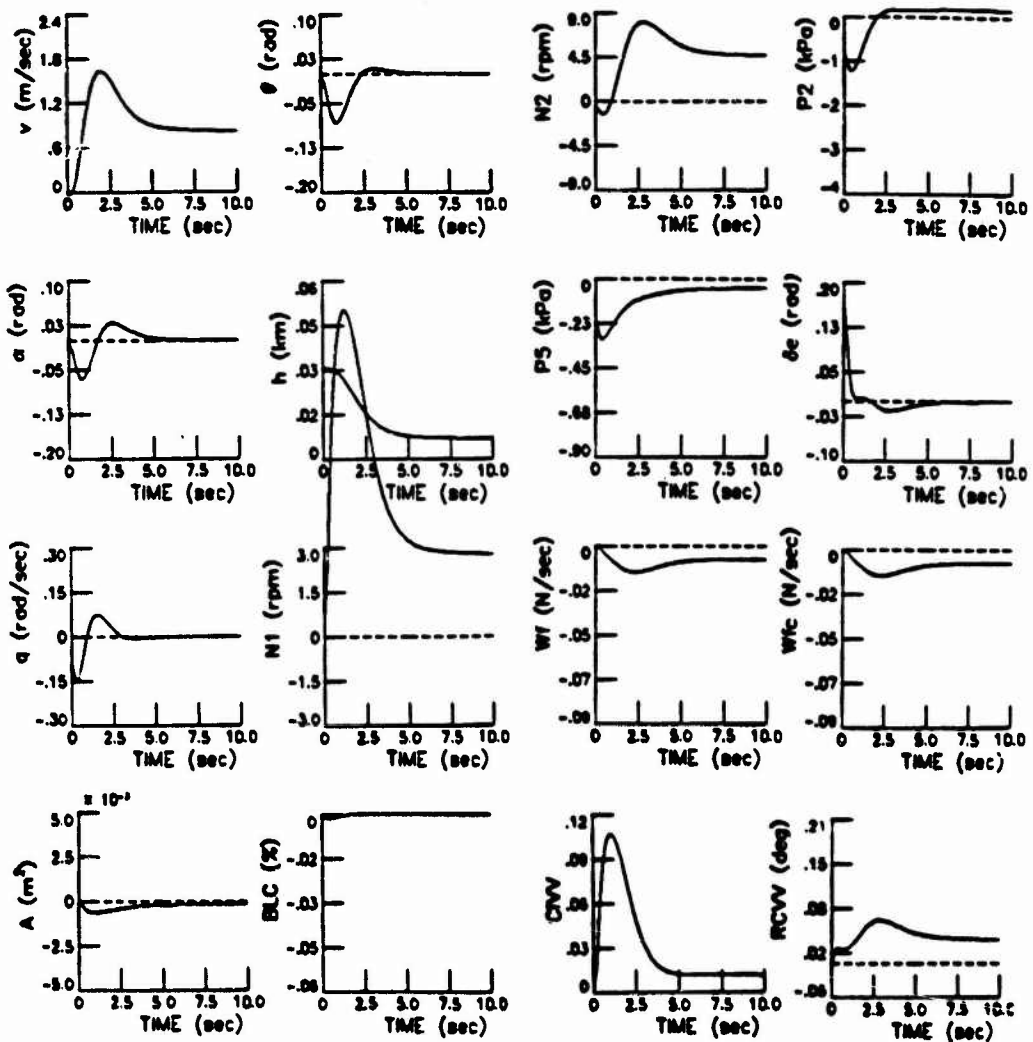 v (m/sec)
2.4
1.8
1.2
.6
0
0 2.5 5.0 7.5 10.0
TIME (sec)
θ (rad)
.10
.03
-.05
-.13
-.20
0 2.5 5.0 7.5 10.0
TIME (sec)
N2 (rpm)
9.0
4.5
0
-4.5
-9.0
0 2.5 5.0 7.5 10.0
TIME (sec)
P2 (kPa)
0
-1
-2
-3
-4
0 2.5 5.0 7.5 10.0
TIME (sec)
α (rad)
.10
.03
-.05
-.13
-.20
0 2.5 5.0 7.5 10.0
TIME (sec)
h (km)
.06
.05
.03
.02
0
0 2.5 5.0 7.5 10.0
TIME (sec)
P5 (kPa)
0
-.23
-.45
-.68
-.90
0 2.5 5.0 7.5 10.0
TIME (sec)
δe (rad)
.20
.13
.05
-.03
-.10
0 2.5 5.0 7.5 10.0
TIME (sec)
q (rad/sec)
.30
.15
0
-.15
-.30
0 2.5 5.0 7.5 10.0
TIME (sec)
N1 (rpm)
3.0
0
-1.5
-3.0
0 2.5 5.0 7.5 10.0
TIME (sec)
Wf (N/sec)
0
-.02
-.05
-.07
-.09
0 2.5 5.0 7.5 10.0
TIME (sec)
Wfc (N/sec)
0
-.02
-.05
-.07
-.09
0 2.5 5.0 7.5 10.0
TIME (sec)
A (m²)
5.0
2.5
0
-2.5
-5.0
0 2.5 5.0 7.5 10.0
TIME (sec)
BLC (%)
0
-.02
-.03
-.05
-.06
0 2.5 5.0 7.5 10.0
TIME (sec)
CIVV
.12
.09
.06
.03
0
0 2.5 5.0 7.5 10.0
TIME (sec)
RCVV (deg)
.21
.15
.08
.02
0 2.5 5.0 7.5
TIME (sec)